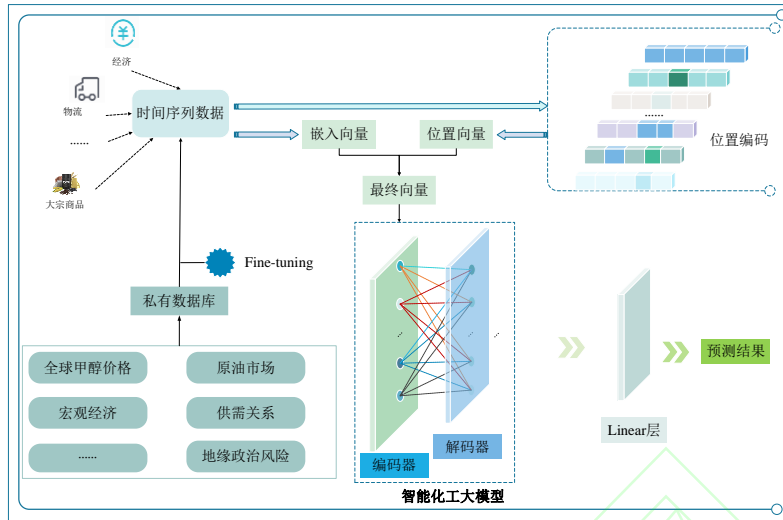 经济
物流
……
大宗商品
时间序列数据
嵌入向量
位置向量
最终向量
……
位置编码
Fine-tuning
私有数据库
全球甲醇价格
原油市场
宏观经济
供需关系
……
地缘政治风险
...
...
编码器
解码器
智能化工大模型
Linear层
预测结果